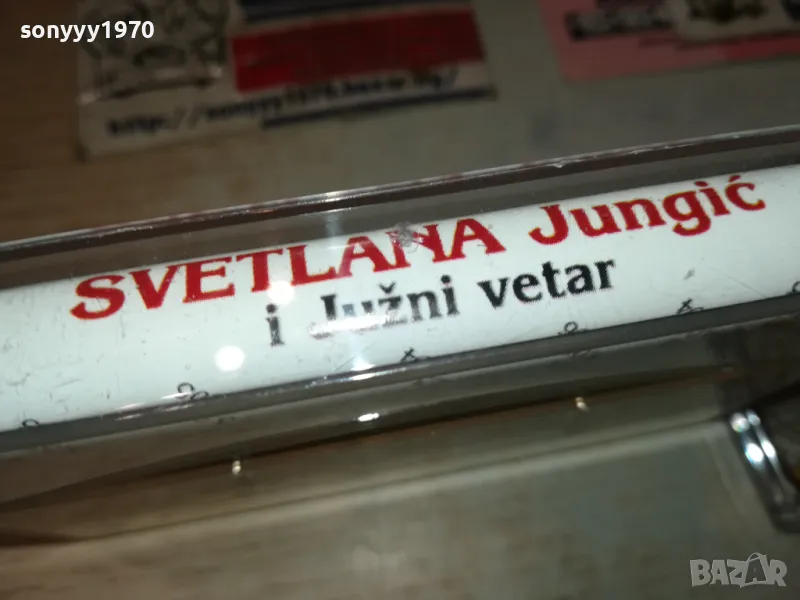 sonyyy1970
SVETLANA Jungić
i Južni vetar
BAZAR